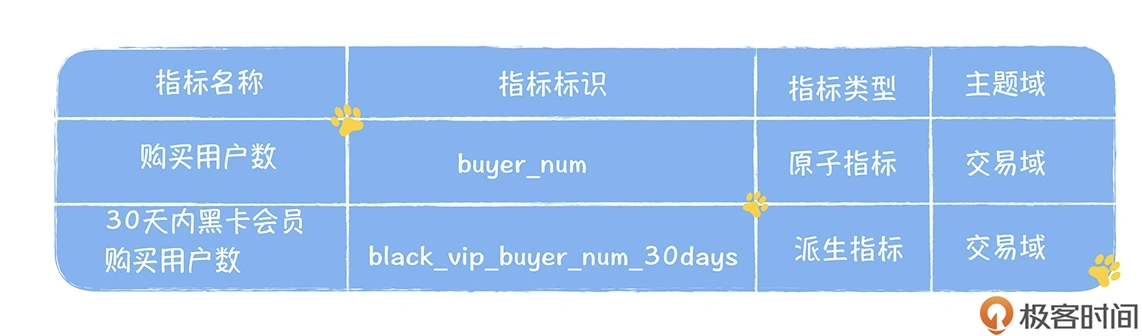 指标名称 指标标识 指标类型 主题域
购买用户数 buyer_num 原子指标 交易域
30天内黑卡会员
购买用户数 black_vip_buyer_num_30days 派生指标 交易域
极客时间